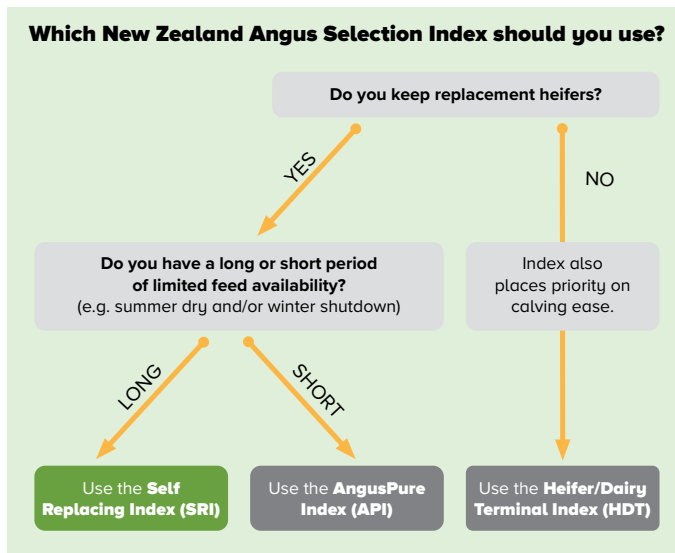 Which New Zealand Angus Selection Index should you use?
Do you keep replacement heifers?
YES
NO
Do you have a long or short period
of limited feed availability?
(e.g. summer dry and/or winter shutdown)
Index also
places priority on
calving ease.
LONG
SHORT
Use the Self
Replacing Index (SRI)
Use the AngusPure
Index (API)
Use the Heifer/Dairy
Terminal Index (HDT)